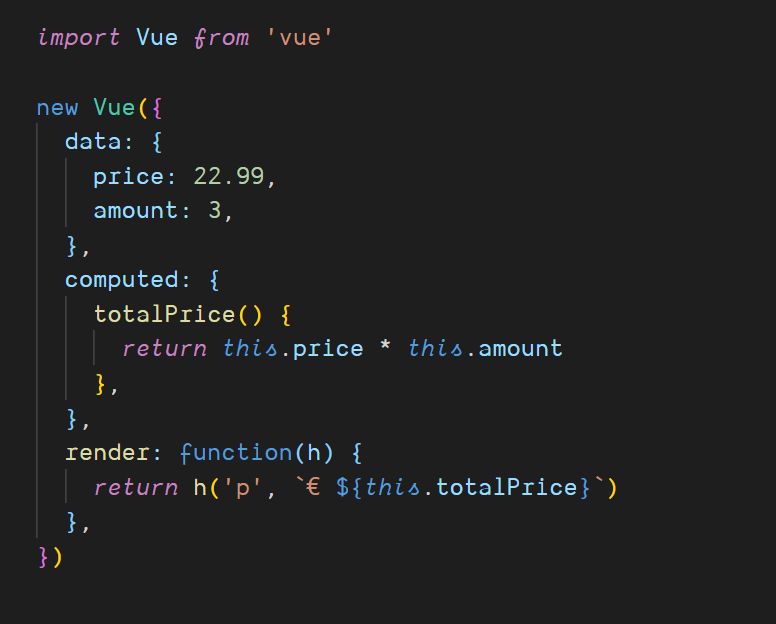 import Vue from 'vue'
new Vue({
  data: {
    price: 22.99,
    amount: 3,
  },
  computed: {
    totalPrice() {
      return this.price * this.amount
    },
  },
  render: function(h) {
    return h('p', `€ ${this.totalPrice}`)
  },
})